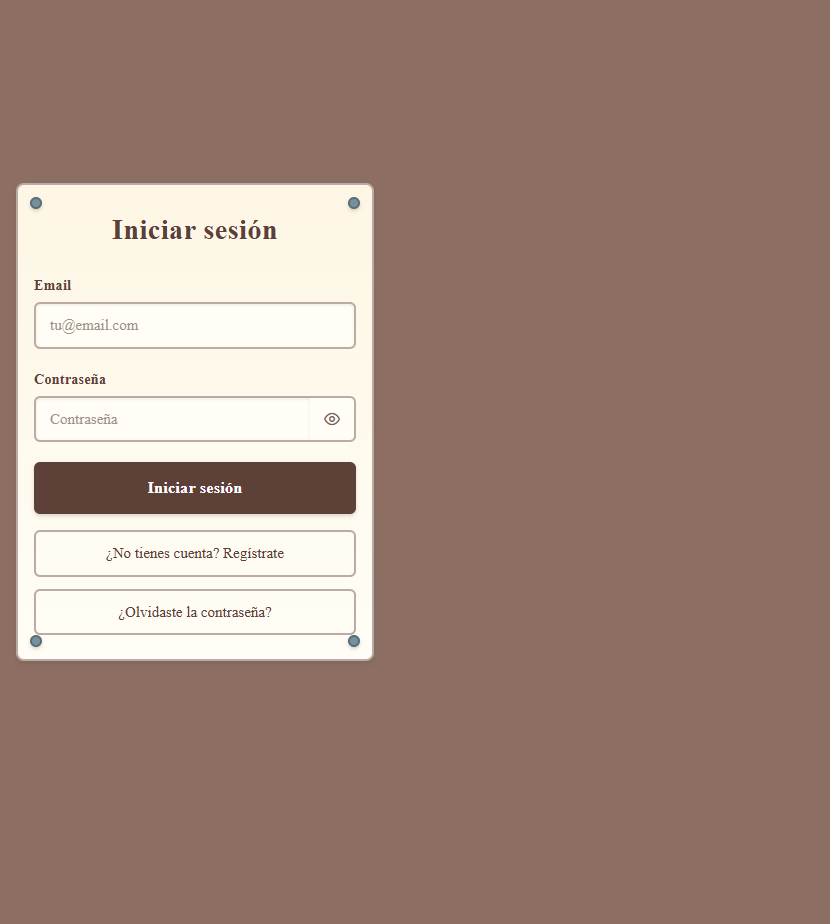 Iniciar sesión
Email
tu@email.com
Contraseña
Contraseña
Iniciar sesión
¿No tienes cuenta? Regístrate
¿Olvidaste la contraseña?